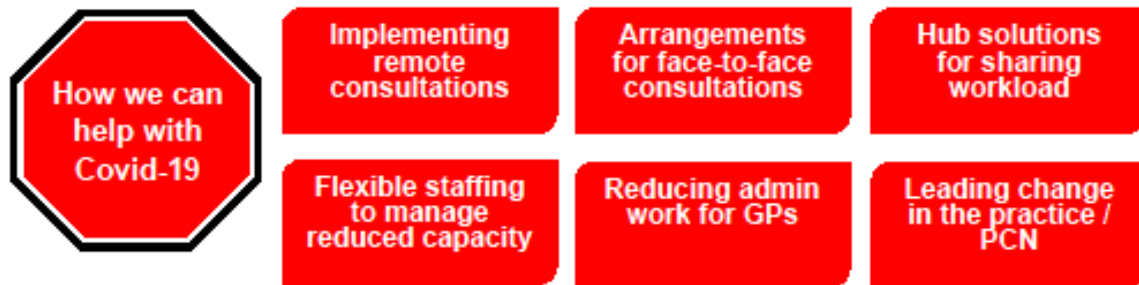 How we can
help with
Covid-19
Implementing
remote
consultations
Arrangements
for face-to-face
consultations
Hub solutions
for sharing
workload
Flexible staffing
to manage
reduced capacity
Reducing admin
work for GPs
Leading change
in the practice /
PCN